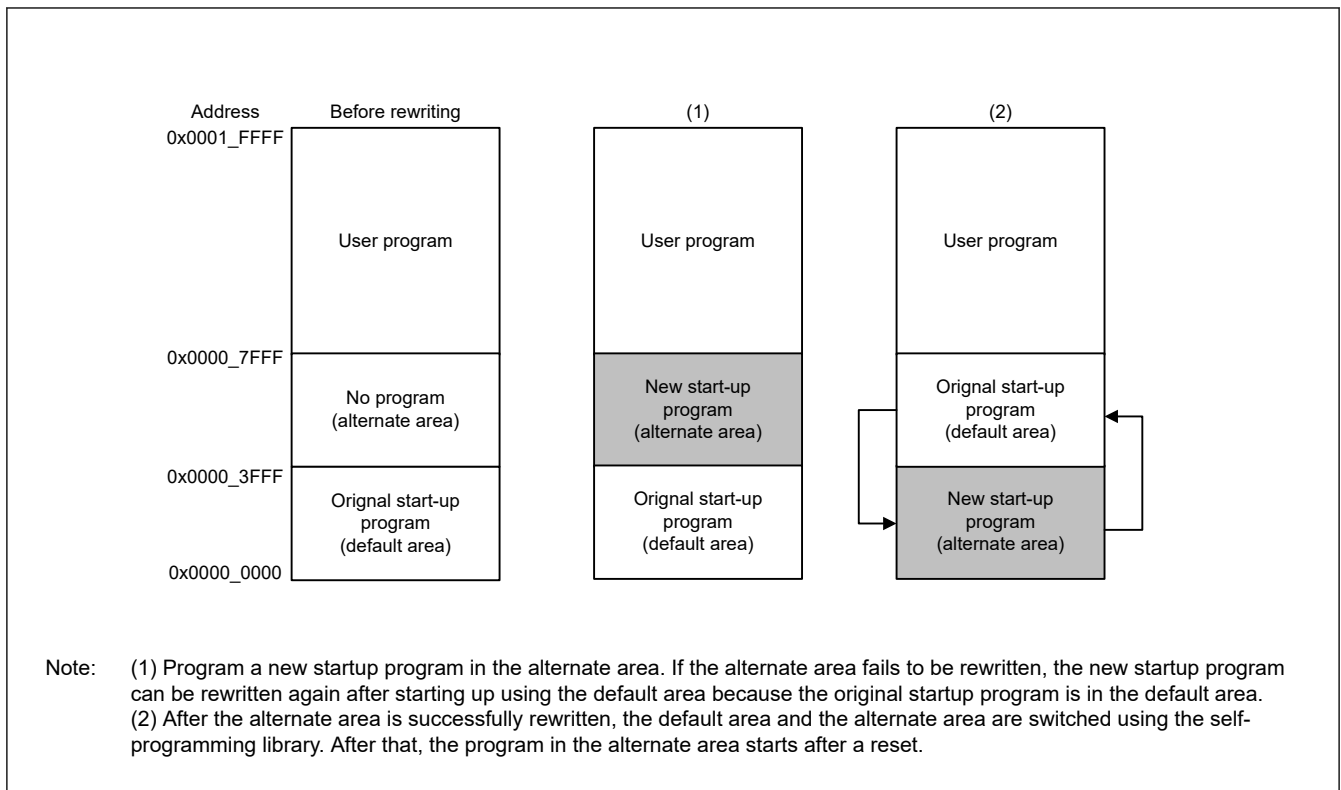 Address
Before rewriting
(1)
(2)
0x0001_FFFF
User program
User program
User program
0x0000_7FFF
No program
(alternate area)
New start-up
program
(alternate area)
Orignal start-up
program
(default area)
0x0000_3FFF
Orignal start-up
program
(default area)
Orignal start-up
program
(default area)
New start-up
program
(alternate area)
0x0000_0000
Note: (1) Program a new startup program in the alternate area. If the alternate area fails to be rewritten, the new startup program
can be rewritten again after starting up using the default area because the original startup program is in the default area.
(2) After the alternate area is successfully rewritten, the default area and the alternate area are switched using the self-
programming library. After that, the program in the alternate area starts after a reset.